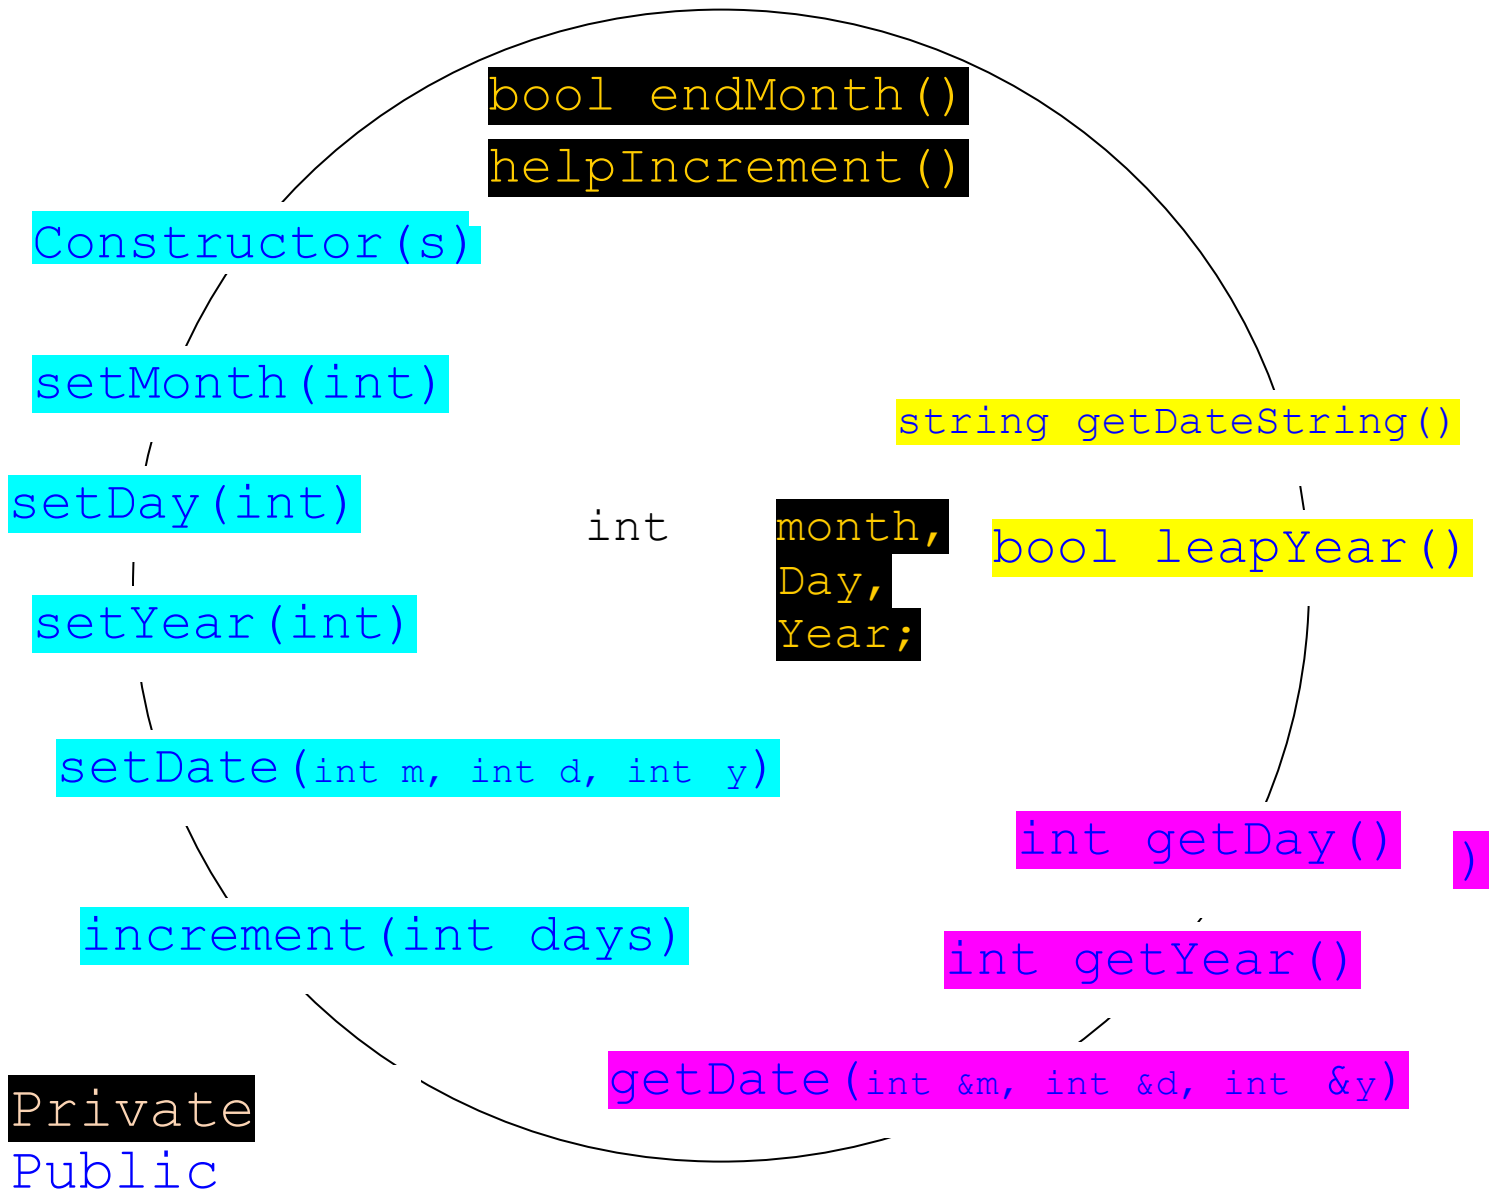 bool endMonth()
helpIncrement()
Constructor(s)
setMonth(int)
string getDateString()
setDay(int)
int month,
bool leapYear()
Day,
setYear(int)
Year;
setDate(int m, int d, int y)
int getDay()
)
increment(int days)
int getYear()
getDate(int &m, int &d, int &y)
Private
Public